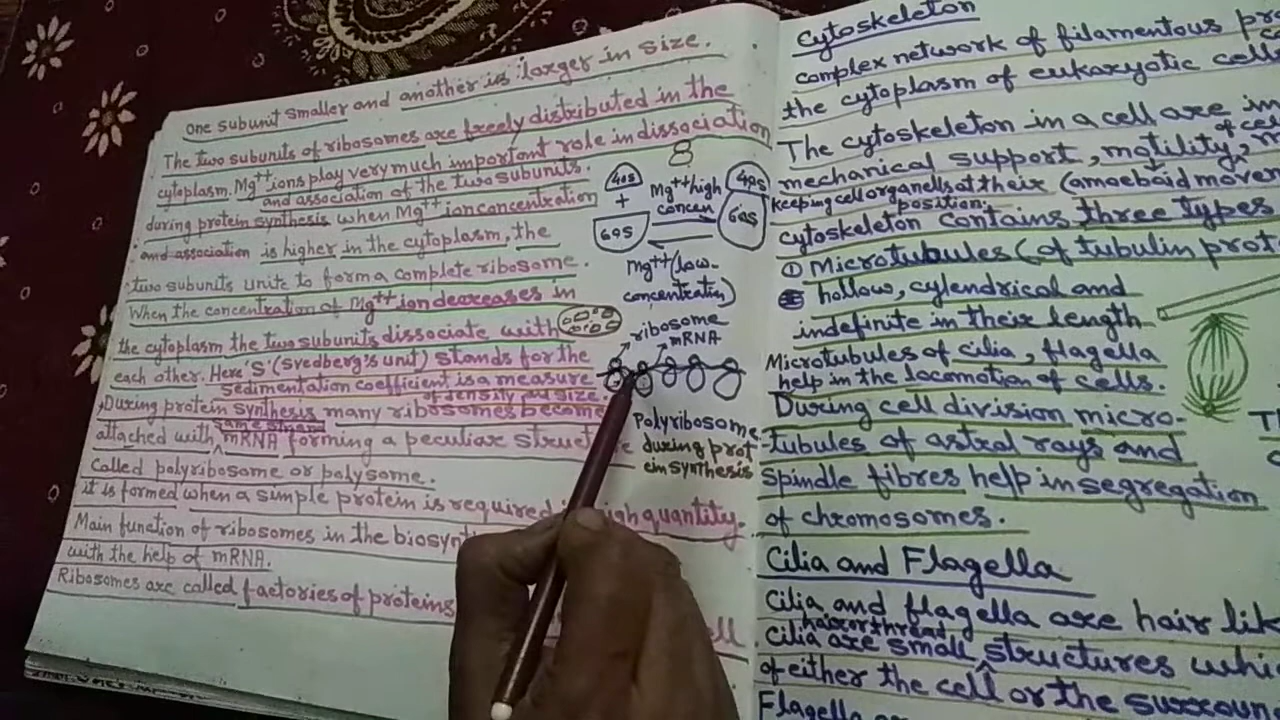 one subunit smaller and another is larger in size.
The two subunits of ribosomes are freely distributed in the
cytoplasm. Mg++ ions play very much important role in dissociation
and association of the two subunits.
during protein synthesis when Mg++ ion concentration
and association is higher in the cytoplasm, the
two subunits unite to form a complete ribosome.
When the concentration of Mg++ ion decreases in
the cytoplasm the two subunits dissociate with
each other. Here 'S' (Svedberg's unit) stands for the
Sedimentation coefficient is a measure
of density and size.
During protein synthesis many ribosomes become
same strand
attached with mRNA forming a peculiar struct
called polyribosome or polysome.
it is formed when a simple protein is required high quantity.
Main function of ribosomes in the biosynt
with the help of mRNA.
Ribosomes are called factories of proteins
40s
+
60s
Mg++ high
concen
40s
60s
Mg++ (low
concentration)
ribosome
mRNA
Polyribosome
during prot
ein synthesis
Cytoskeleton
complex network of filamentous pro
the cytoplasm of eukaryotic cells
The cytoskeleton in a cell are in
of cel
mechanical support, motility,
keeping cell organells at their (amoeboid movem
position.
cytoskeleton contains three types
① Microtubules (of tubulin prot
hollow, cylendrical and
indefinite in their length
Microtubules of cilia, flagella
help in the locomotion of cells.
During cell division micro-
tubules of astral rays and
spindle fibres help in segregation
of chromosomes.
Cilia and Flagella
Cilia and flagella are hair lik
hair or thread
cilia are small structures whi
of either the cell or the surroun
Flagella